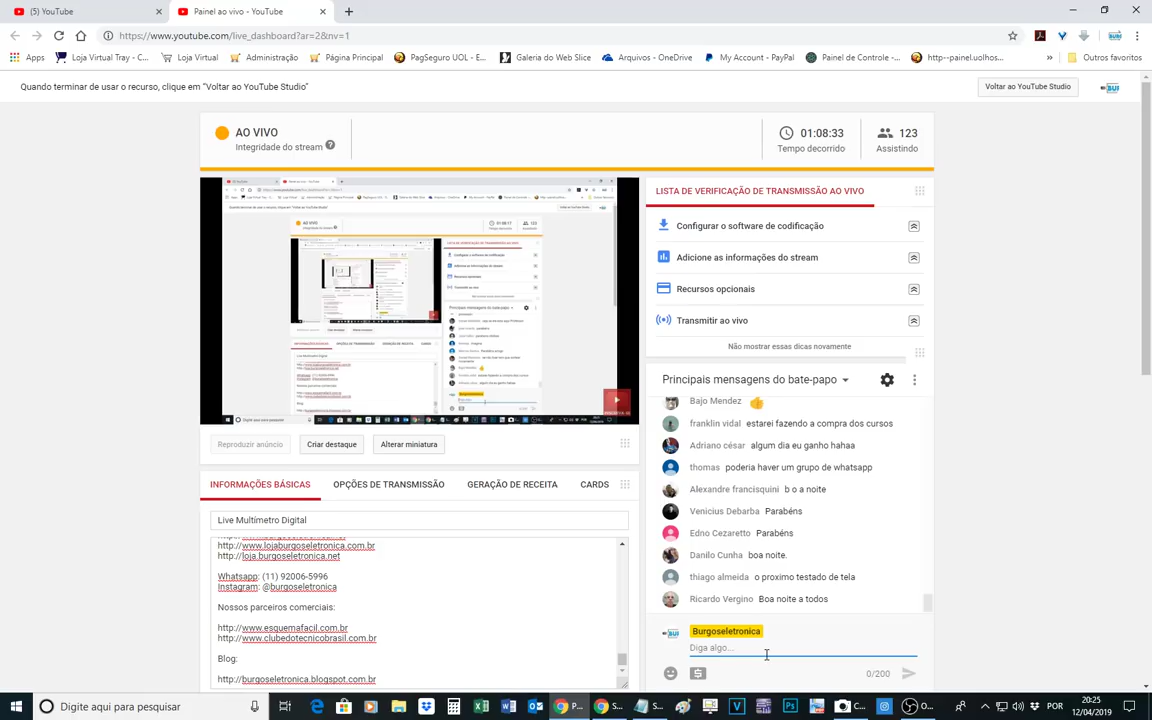 (5) YouTube
Painel ao vivo - YouTube
https://www.youtube.com/live_dashboard?ar=2&nv=1
Apps
Loja Virtual Tray - C...
Loja Virtual
Administração
Página Principal
PagSeguro UOL - E...
Galeria do Web Slice
Arquivos - OneDrive
My Account - PayPal
Painel de Controle -...
http--painel.uolhos...
»
Outros favoritos
Quando terminar de usar o recurso, clique em "Voltar ao YouTube Studio"
Voltar ao YouTube Studio
AO VIVO
Integridade do stream
01:08:33
Tempo decorrido
123
Assistindo
Reproduzir anúncio
Criar destaque
Alterar miniatura
INFORMAÇÕES BÁSICAS
OPÇÕES DE TRANSMISSÃO
GERAÇÃO DE RECEITA
CARDS
Live Multímetro Digital
http://www.lojaburgoseletronica.com.br
http://loja.burgoseletronica.net
Whatsapp: (11) 92006-5996
Instagram: @burgoseletronica
Nossos parceiros comerciais:
http://www.esquemafacil.com.br
http://www.clubedotecnicobrasil.com.br
Blog:
http://burgoseletronica.blogspot.com.br
LISTA DE VERIFICAÇÃO DE TRANSMISSÃO AO VIVO
Configurar o software de codificação
Adicione as informações do stream
Recursos opcionais
Transmitir ao vivo
Não mostrar essas dicas novamente
Principais mensagens do bate-papo
Bajo Mendez
franklin vidal estarei fazendo a compra dos cursos
Adriano césar algum dia eu ganho hahaa
thomas poderia haver um grupo de whatsapp
Alexandre francisquini b o a noite
Venicius Debarba Parabéns
Edno Cezaretto Parabéns
Danilo Cunha boa noite.
thiago almeida o proximo testado de tela
Ricardo Vergino Boa noite a todos
Burgoseletronica
Diga algo...
0/200
Digite aqui para pesquisar
P...
S...
S...
C...
O...
POR
20:25
12/04/2019